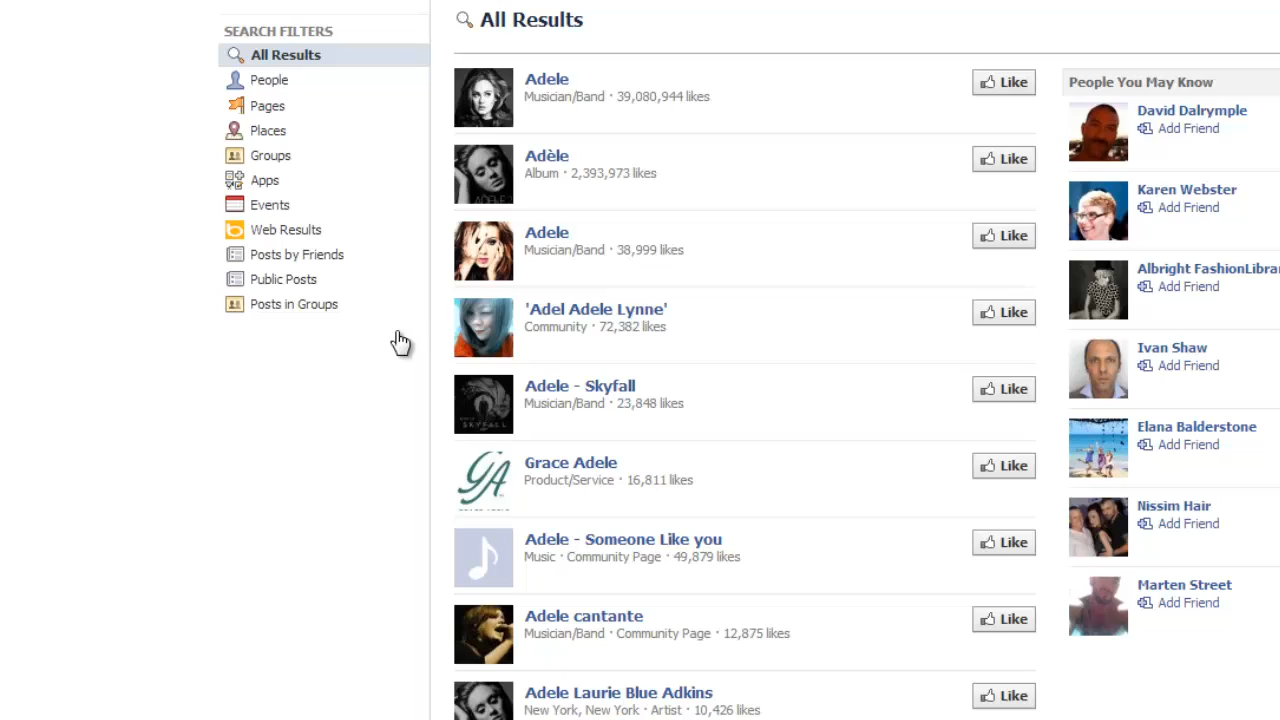 SEARCH FILTERS
All Results
People
Pages
Places
Groups
Apps
Events
Web Results
Posts by Friends
Public Posts
Posts in Groups
All Results
Adele
Musician/Band · 39,080,944 likes
Like
Adèle
Album · 2,393,973 likes
Like
Adele
Musician/Band · 38,999 likes
Like
'Adel Adele Lynne'
Community · 72,382 likes
Like
Adele - Skyfall
Musician/Band · 23,848 likes
Like
SKYFALL
Grace Adele
Product/Service · 16,811 likes
Like
GA
Adele - Someone Like you
Music · Community Page · 49,879 likes
Like
Adele cantante
Musician/Band · Community Page · 12,875 likes
Like
Adele Laurie Blue Adkins
New York, New York · Artist · 10,426 likes
Like
People You May Know
David Dalrymple
Add Friend
Karen Webster
Add Friend
Albright FashionLibrar
Add Friend
Ivan Shaw
Add Friend
Elana Balderstone
Add Friend
Nissim Hair
Add Friend
Marten Street
Add Friend